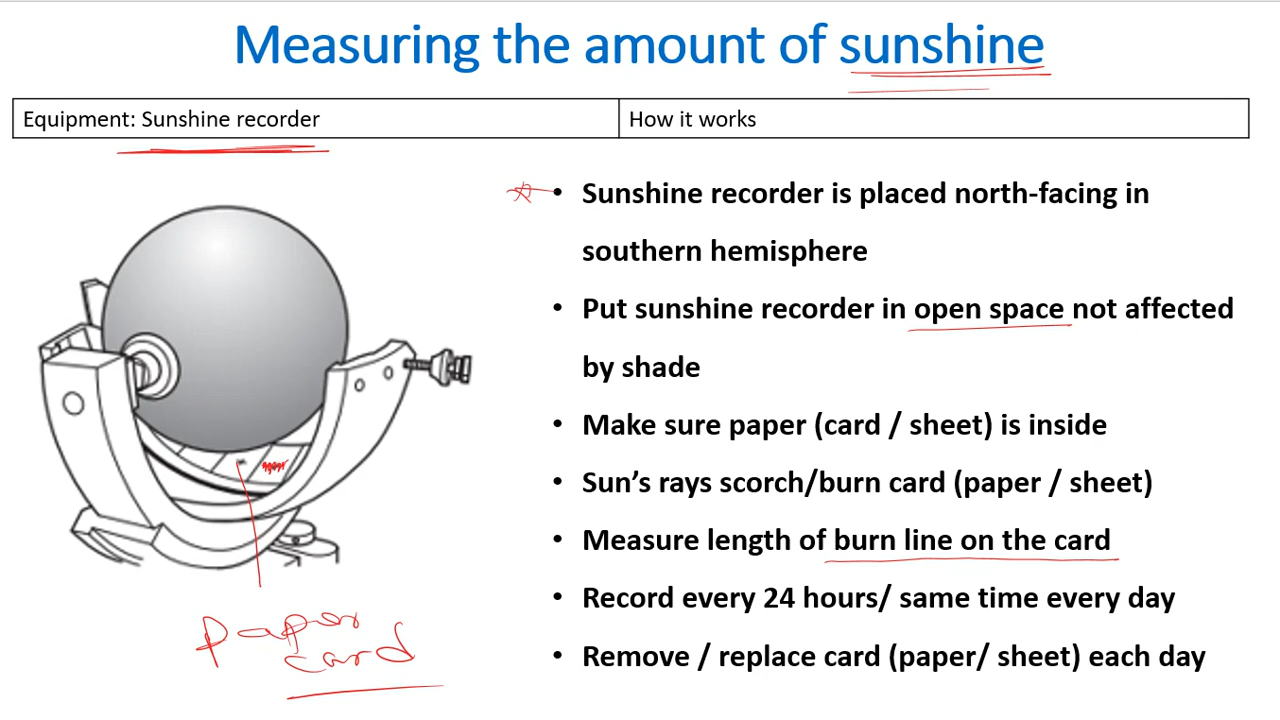 Measuring the amount of sunshine
Equipment: Sunshine recorder
How it works
• Sunshine recorder is placed north-facing in
southern hemisphere
• Put sunshine recorder in open space not affected
by shade
• Make sure paper (card / sheet) is inside
• Sun's rays scorch/burn card (paper / sheet)
• Measure length of burn line on the card
• Record every 24 hours/ same time every day
• Remove / replace card (paper/ sheet) each day
paper
card